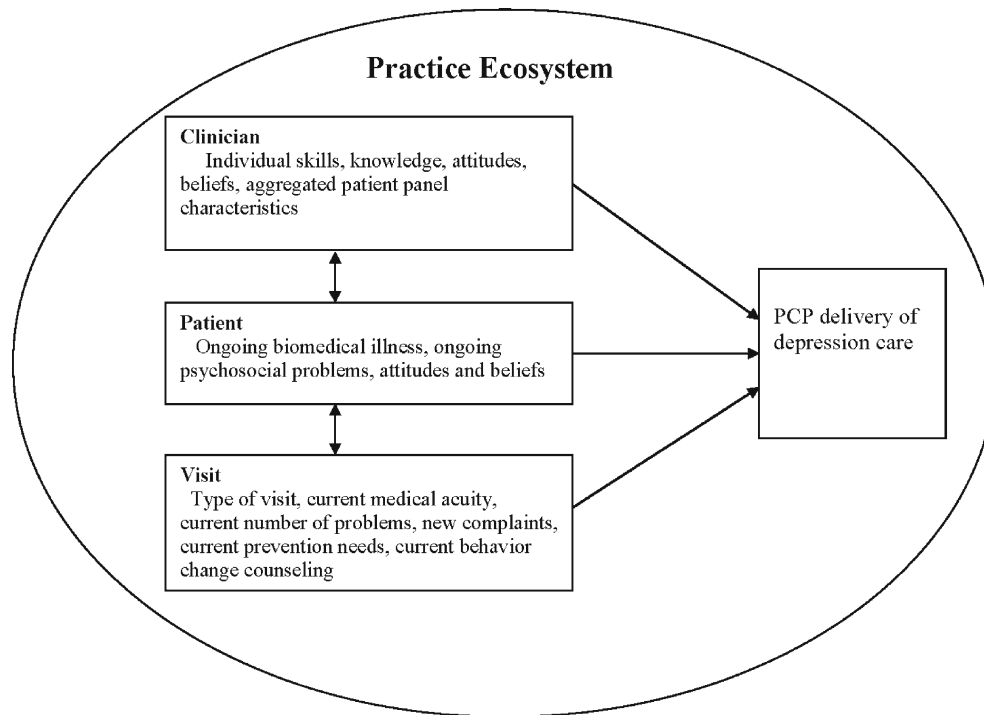 Practice Ecosystem
Clinician
Individual skills, knowledge, attitudes,
beliefs, aggregated patient panel
characteristics
Patient
Ongoing biomedical illness, ongoing
psychosocial problems, attitudes and beliefs
Visit
Type of visit, current medical acuity,
current number of problems, new complaints,
current prevention needs, current behavior
change counseling
PCP delivery of
depression care